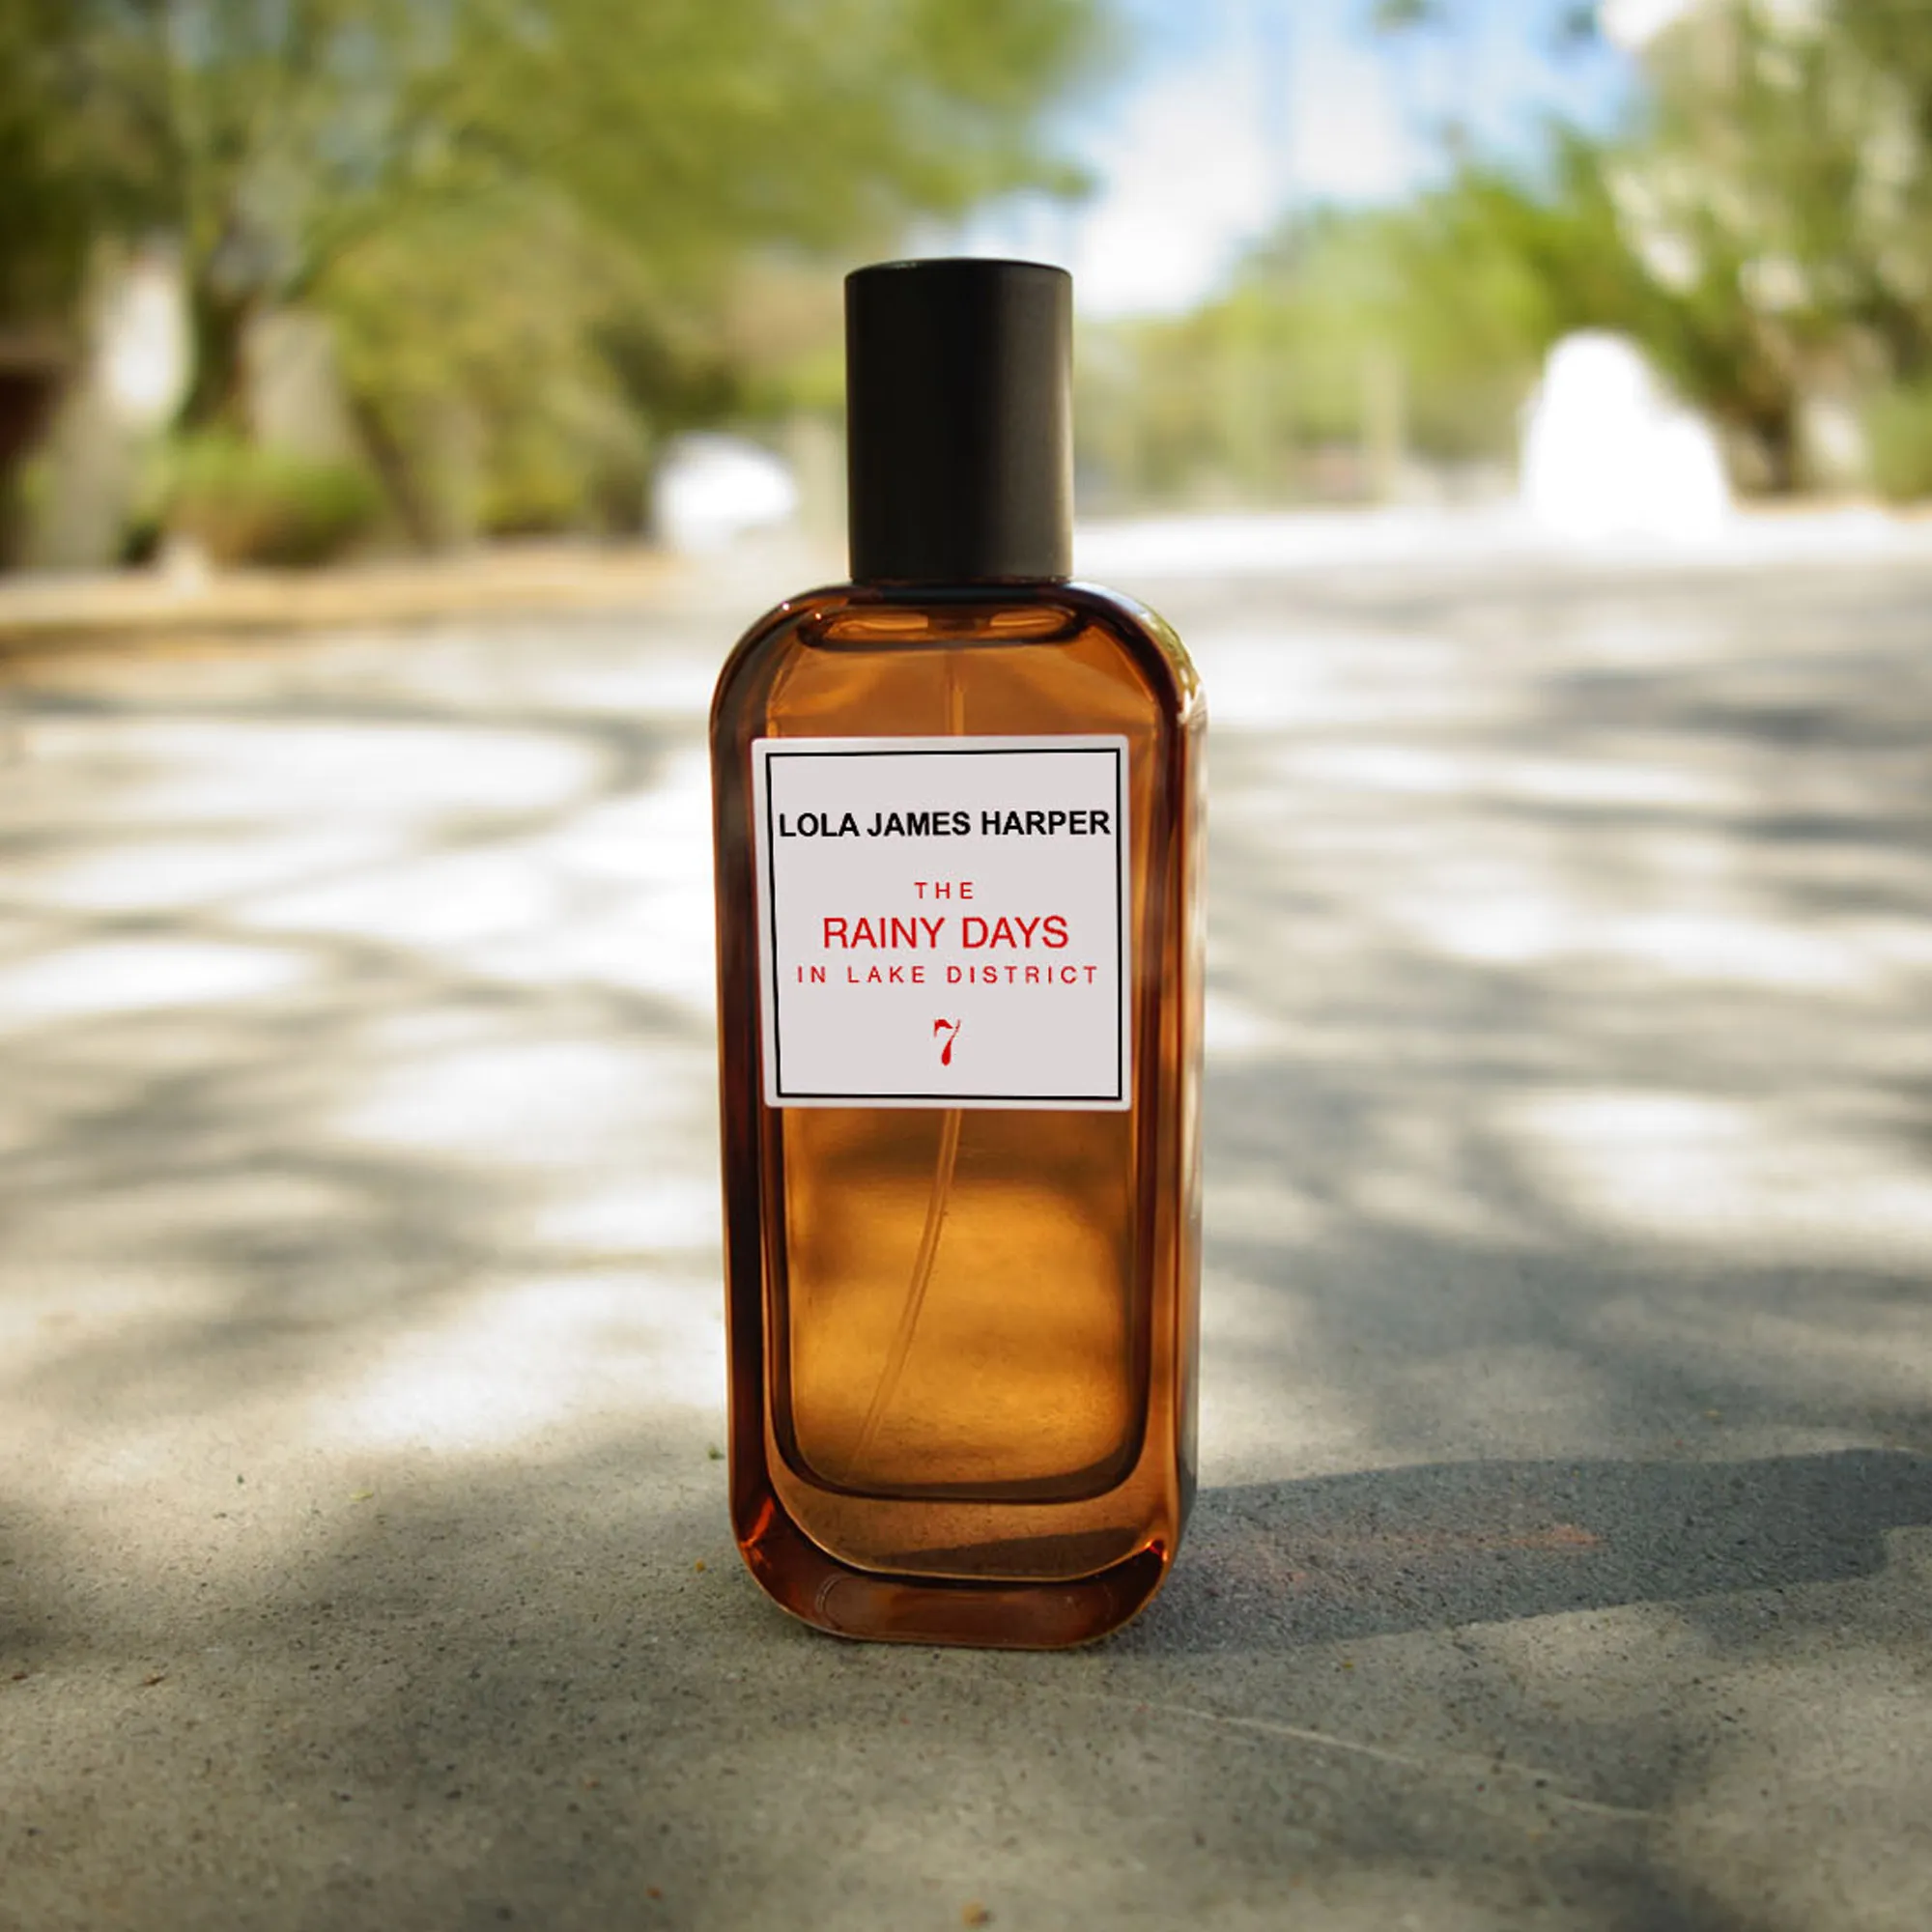 LOLA JAMES HARPER
THE
RAINY DAYS
IN LAKE DISTRICT
7